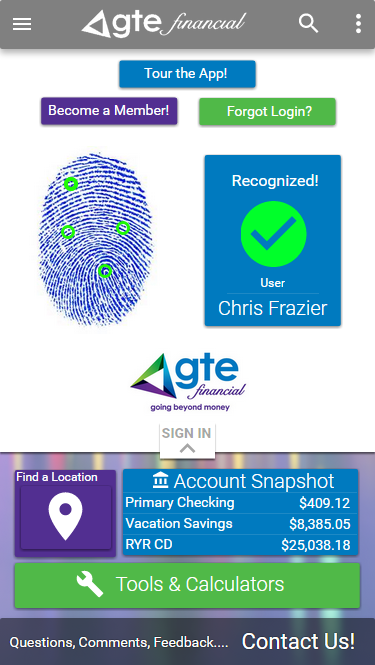 gte financial
Tour the App!
Become a Member!
Forgot Login?
Recognized!
User
Chris Frazier
gte
financial
going beyond money
SIGN IN
Find a Location
Account Snapshot
Primary Checking $409.12
Vacation Savings $8,385.05
RYR CD $25,038.18
Tools & Calculators
Questions, Comments, Feedback.... Contact Us!